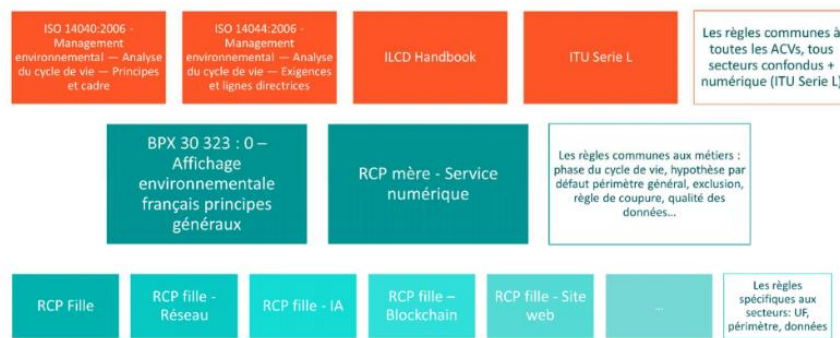 ISO 14040:2006 -
Management
environnemental — Analyse
du cycle de vie — Principes
et cadre
ISO 14044:2006 -
Management
environnemental — Analyse
du cycle de vie — Exigences
et lignes directrices
ILCD Handbook
ITU Serie L
Les règles communes à
toutes les ACVs, tous
secteurs confondus +
numérique (ITU Serie L)
BPX 30 323 : 0 –
Affichage
environnementale
français principes
généraux
RCP mère - Service
numérique
Les règles communes aux métiers :
phase du cycle de vie, hypothèse par
défaut périmètre général, exclusion,
règle de coupure, qualité des
données...
RCP Fille
RCP fille -
Réseau
RCP fille - IA
RCP fille –
Blockchain
RCP fille - Site
web
...
Les règles
spécifiques aux
secteurs: UF,
périmètre, données